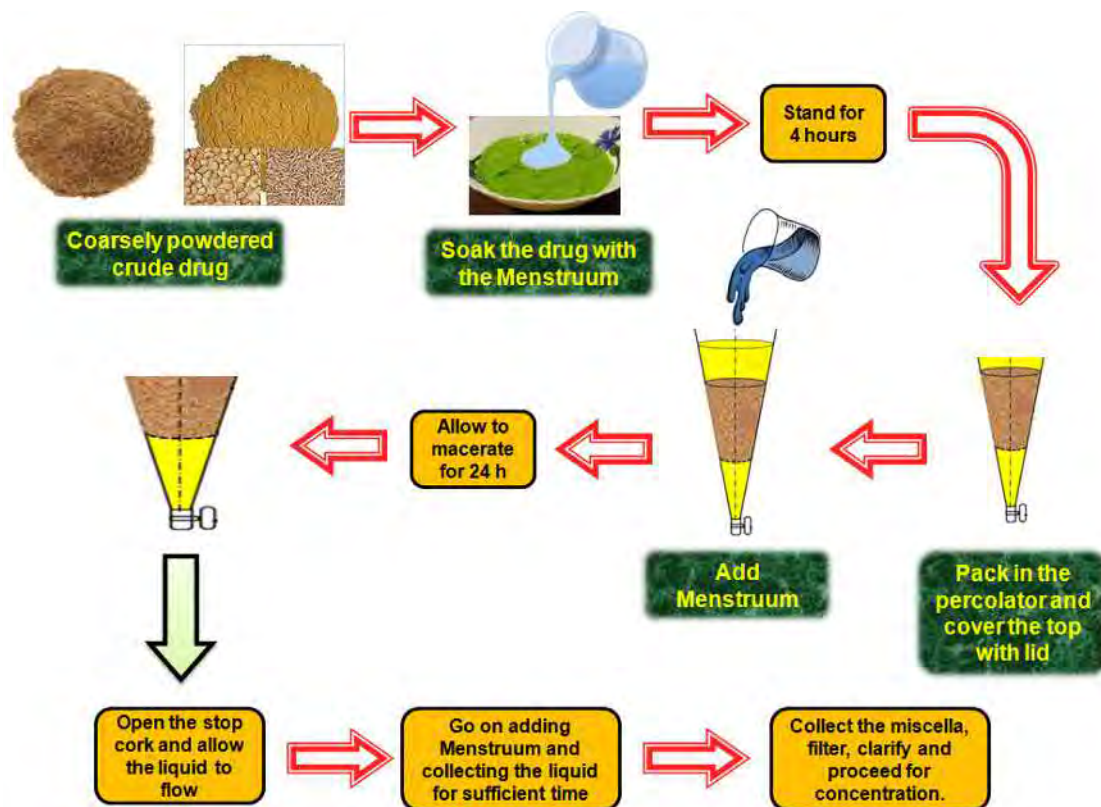 Coarsely powdered
crude drug
Soak the drug with
the Menstruum
Stand for
4 hours
Pack in the
percolator and
cover the top
with lid
Add
Menstruum
Allow to
macerate
for 24 h
Open the stop
cork and allow
the liquid to
flow
Go on adding
Menstruum and
collecting the liquid
for sufficient time
Collect the miscella,
filter, clarify and
proceed for
concentration.